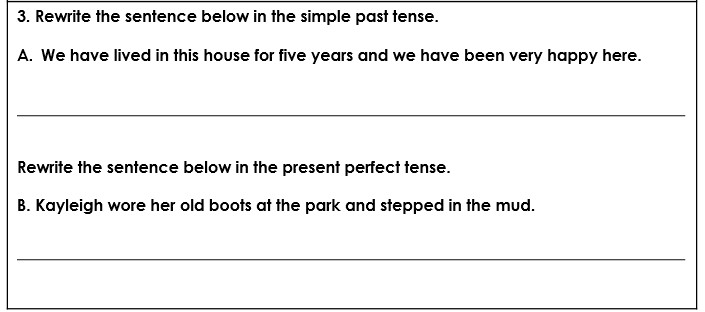 3. Rewrite the sentence below in the simple past tense.
A. We have lived in this house for five years and we have been very happy here.
Rewrite the sentence below in the present perfect tense.
B. Kayleigh wore her old boots at the park and stepped in the mud.